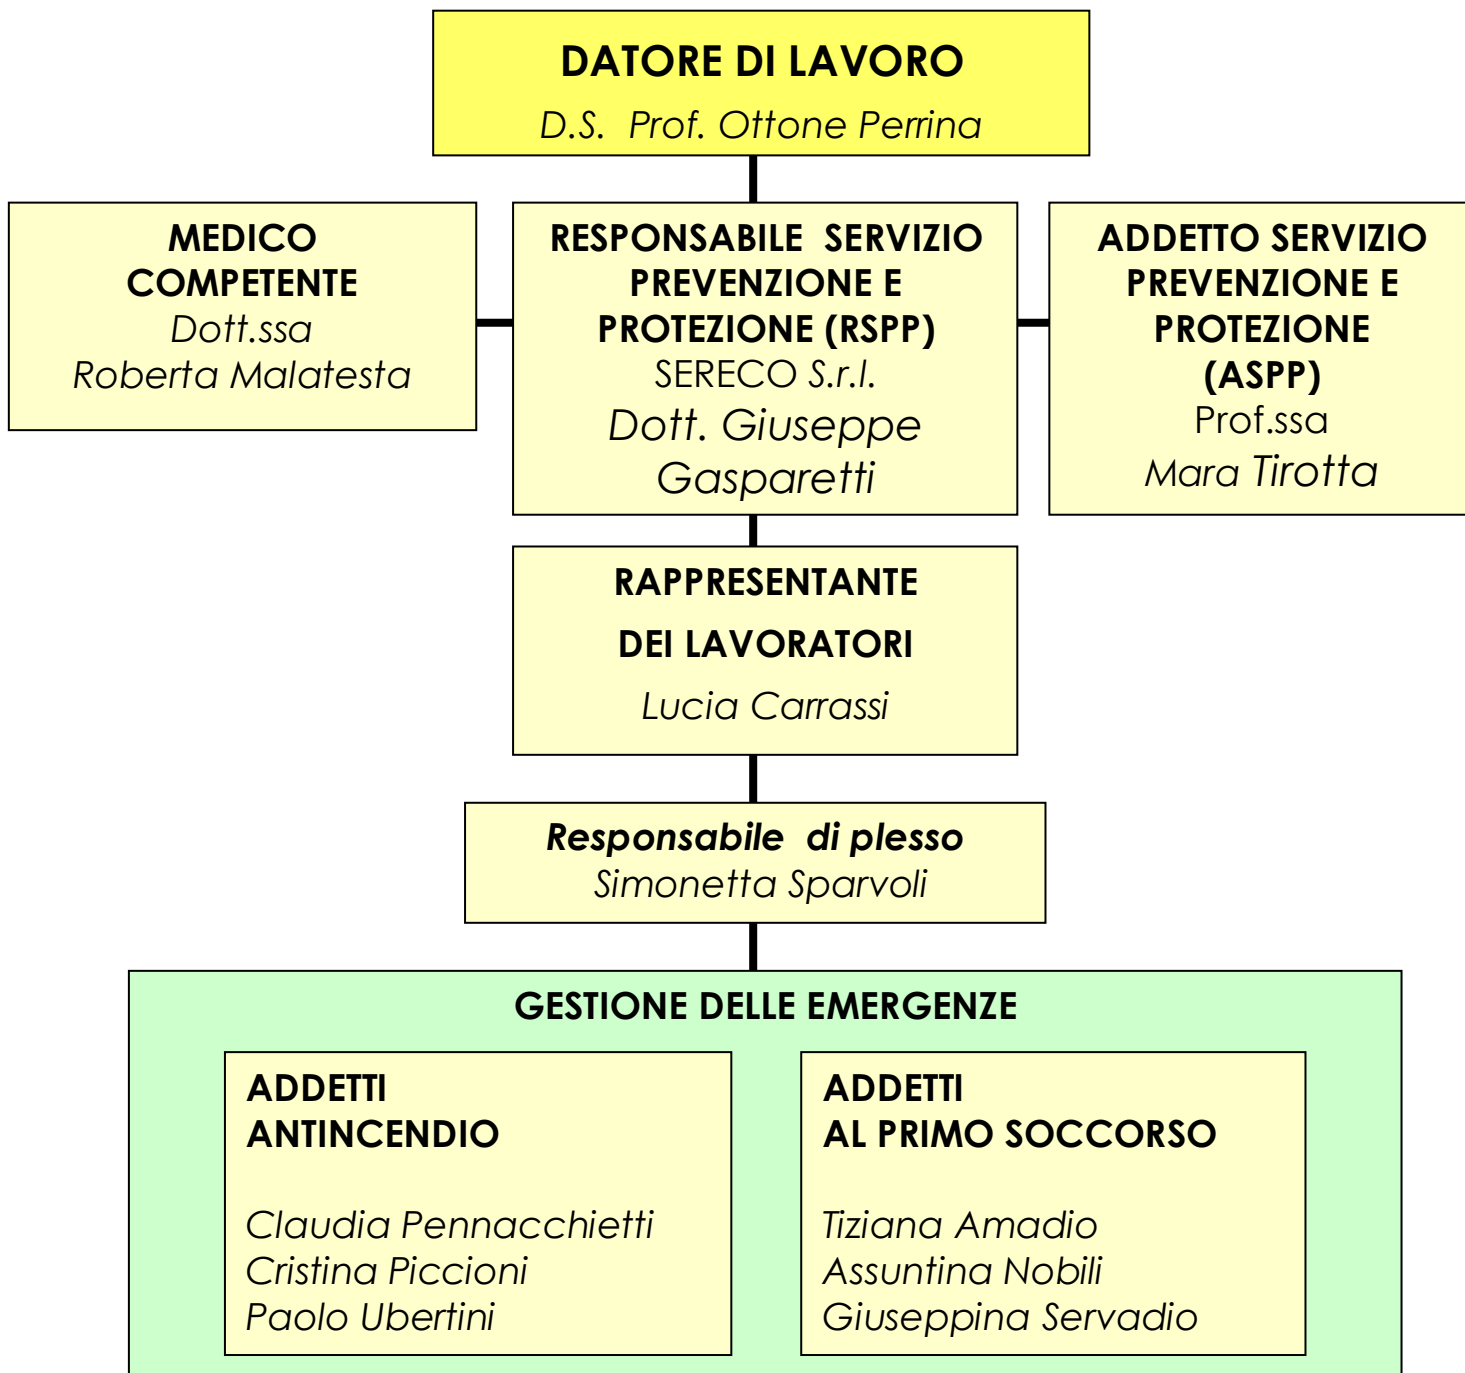 DATORE DI LAVORO
D.S. Prof. Ottone Perrina
MEDICO
COMPETENTE
Dott.ssa
Roberta Malatesta
RESPONSABILE SERVIZIO
PREVENZIONE E
PROTEZIONE (RSPP)
SERECO S.r.l.
Dott. Giuseppe
Gasparetti
ADDETTO SERVIZIO
PREVENZIONE E
PROTEZIONE
(ASPP)
Prof.ssa
Mara Tirotta
RAPPRESENTANTE
DEI LAVORATORI
Lucia Carrassi
Responsabile di plesso
Simonetta Sparvoli
GESTIONE DELLE EMERGENZE
ADDETTI
ANTINCENDIO
Claudia Pennacchietti
Cristina Piccioni
Paolo Ubertini
ADDETTI
AL PRIMO SOCCORSO
Tiziana Amadio
Assuntina Nobili
Giuseppina Servadio